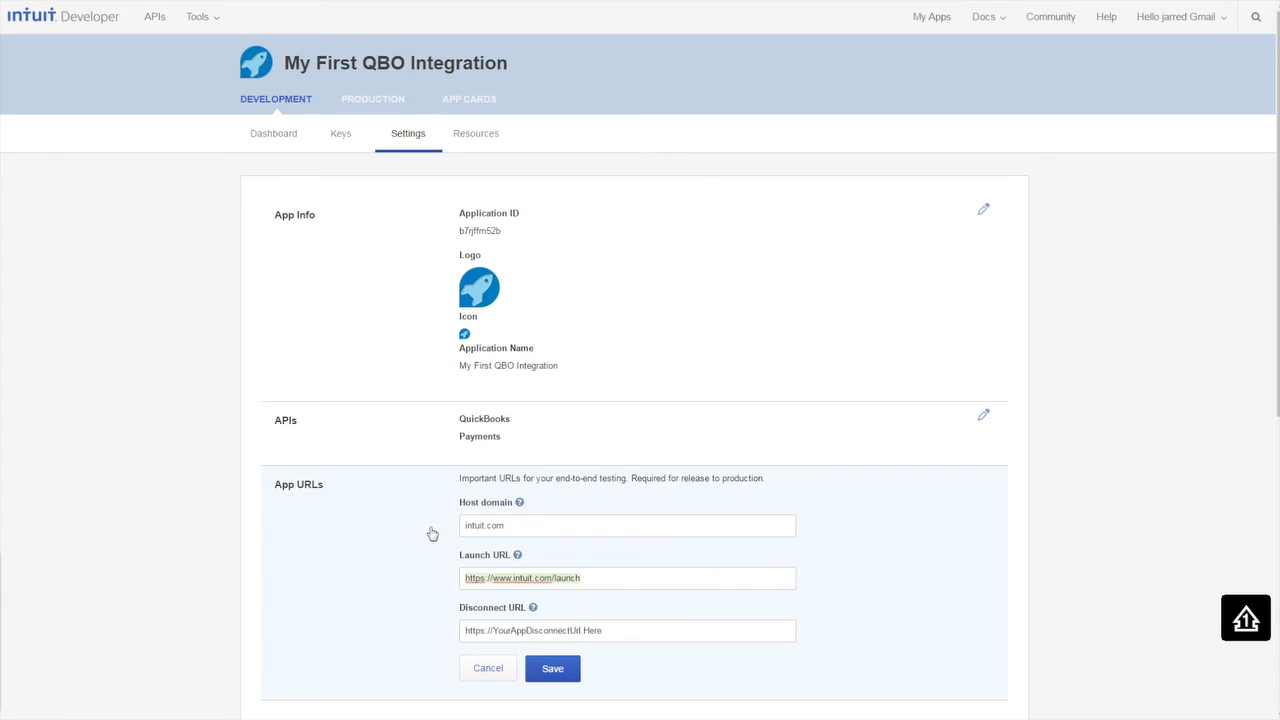 intuit Developer APIs Tools My Apps Docs Community Help Hello jarred Gmail
My First QBO Integration
DEVELOPMENT PRODUCTION APP CARDS
Dashboard Keys Settings Resources
App Info
Application ID
b7rjffm52b
Logo
Icon
Application Name
My First QBO Integration
APIs
QuickBooks
Payments
App URLs
Important URLs for your end-to-end testing. Required for release to production.
Host domain ?
intuit.com
Launch URL ?
https://www.intuit.com/launch
Disconnect URL ?
https://YourAppDisconnectUrl.Here
Cancel Save
1